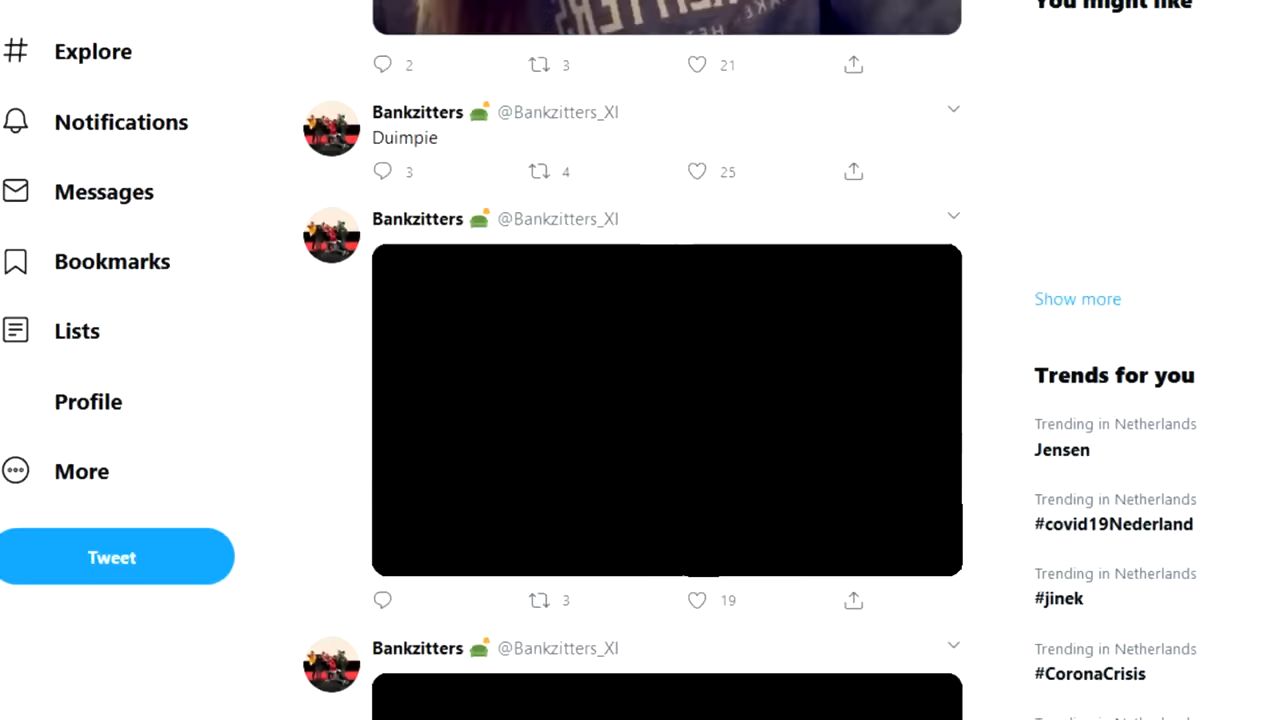 Explore
Notifications
Messages
Bookmarks
Lists
Profile
More
Tweet
2 3 21
Bankzitters @Bankzitters_XI
Duimpie
3 4 25
Bankzitters @Bankzitters_XI
3 19
Bankzitters @Bankzitters_XI
You might like
Show more
Trends for you
Trending in Netherlands
Jensen
Trending in Netherlands
#covid19Nederland
Trending in Netherlands
#jinek
Trending in Netherlands
#CoronaCrisis